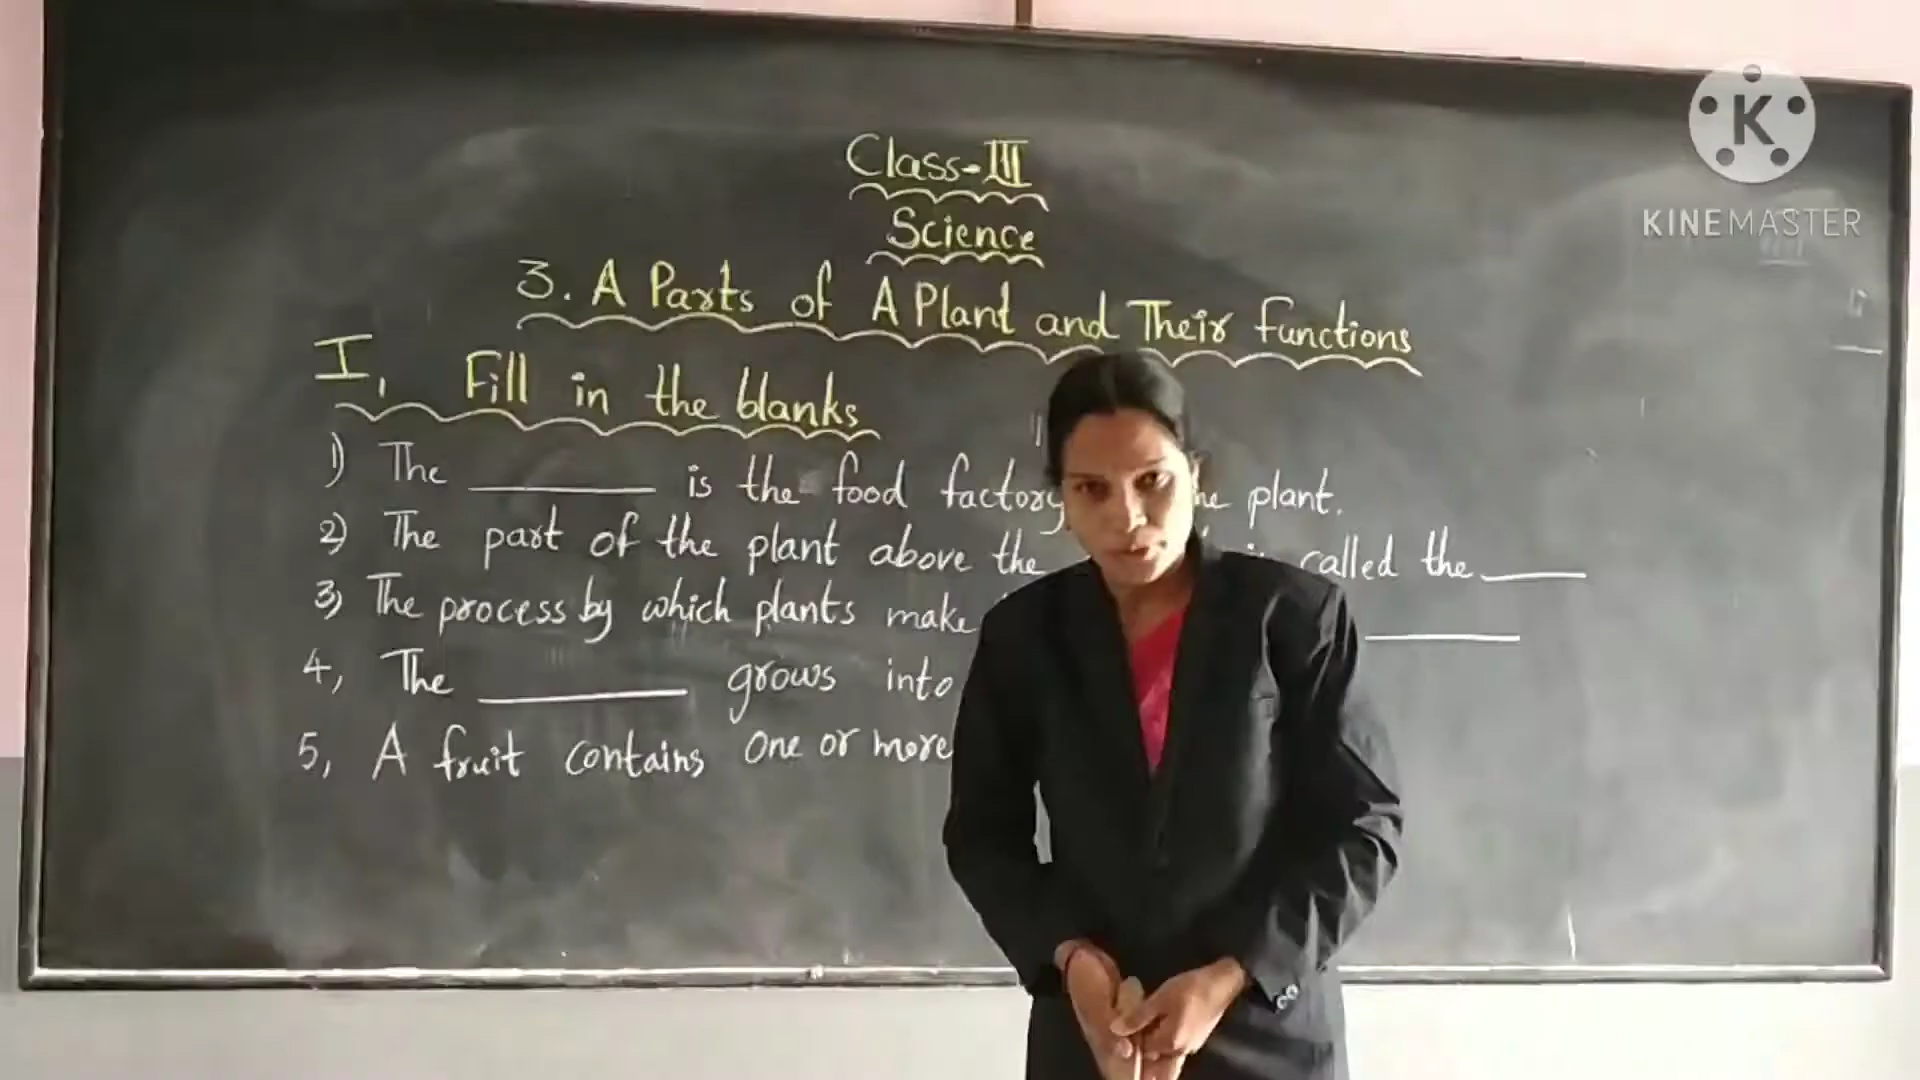 Class-III
Science
3. A Parts of A Plant and Their Functions
I, Fill in the blanks
1) The ______ is the food factory plant.
2) The part of the plant above the called the ____
3) The process by which plants make ____
4, The ______ grows into
5, A fruit contains one or more
K
KINEMASTER